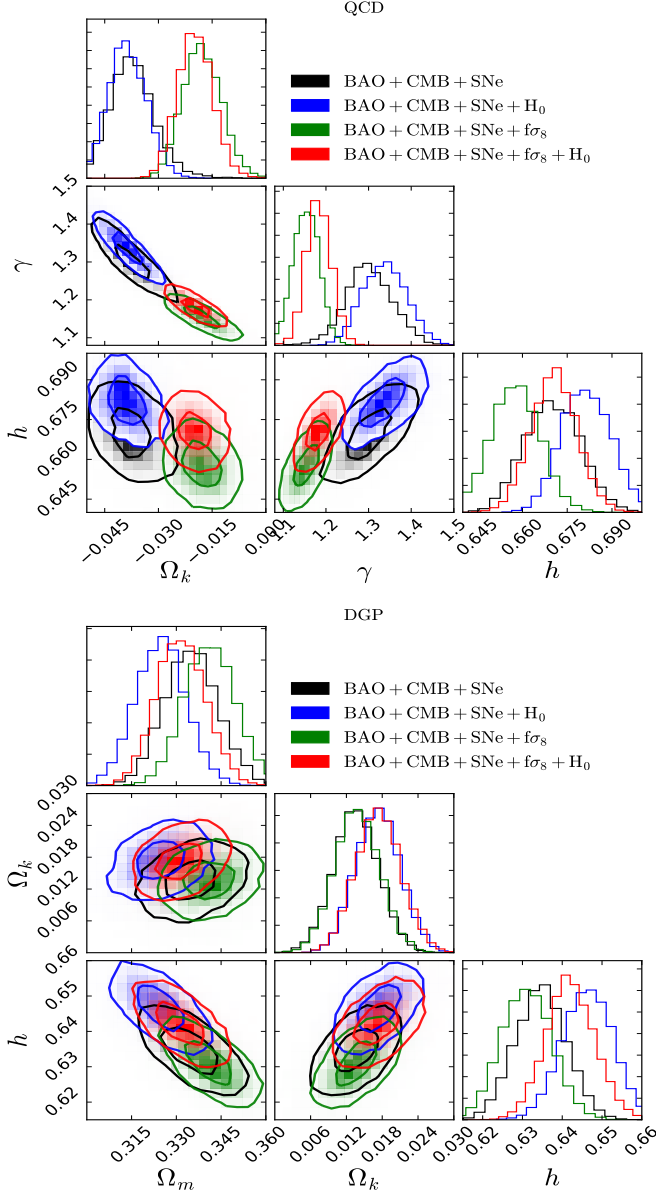 QCD
BAO + CMB + SNe
BAO + CMB + SNe + H₀
BAO + CMB + SNe + fσ₈
BAO + CMB + SNe + fσ₈ + H₀
1.5
1.4
1.3
1.2
1.1
γ
0.690
0.675
0.660
0.645
h
−0.045
−0.030
−0.015
0.000
Ωₖ
1.1
1.2
1.3
1.4
1.5
γ
0.645
0.660
0.675
0.690
h
DGP
BAO + CMB + SNe
BAO + CMB + SNe + H₀
BAO + CMB + SNe + fσ₈
BAO + CMB + SNe + fσ₈ + H₀
0.030
0.024
0.018
0.012
0.006
Ωₖ
0.66
0.65
0.64
0.63
0.62
h
0.315
0.330
0.345
0.360
Ωₘ
0.006
0.012
0.018
0.024
0.030
Ωₖ
0.62
0.63
0.64
0.65
0.66
h